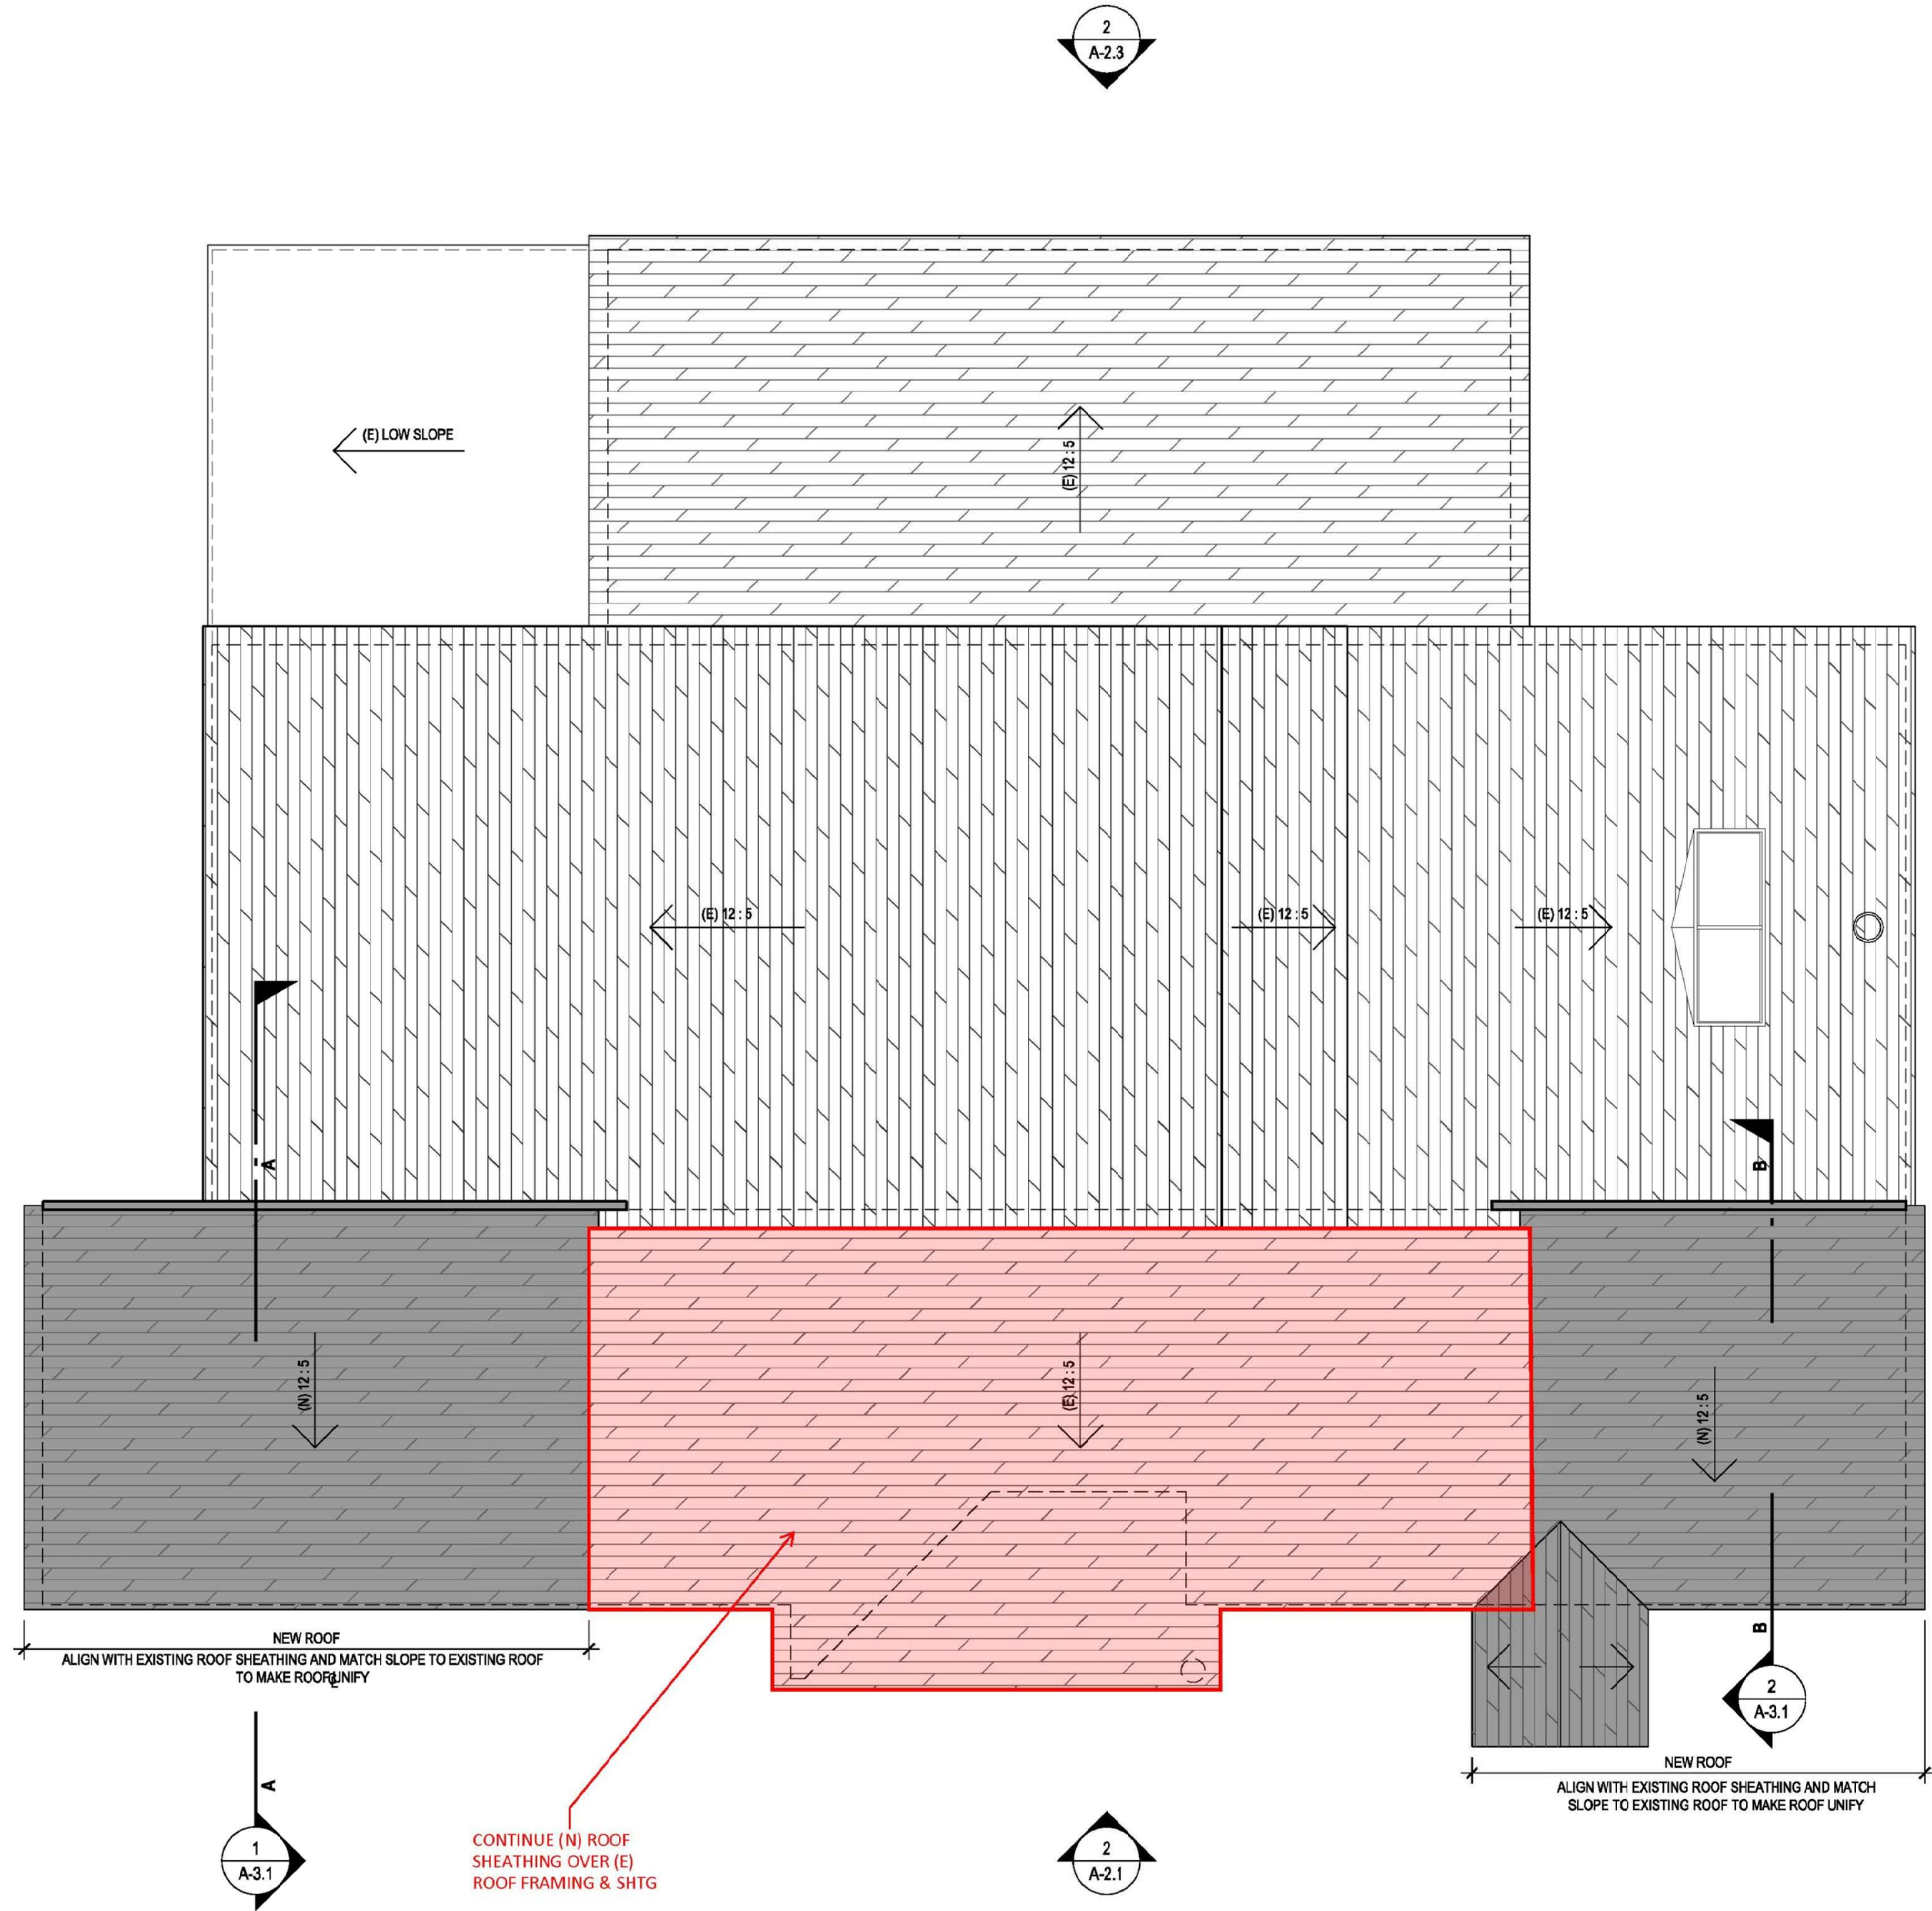 2
A-2.3
(E) LOW SLOPE
(E) 12 : 5
(E) 12 : 5
(E) 12 : 5
(E) 12 : 5
A
B
(N) 12 : 5
(E) 12 : 5
(N) 12 : 5
NEW ROOF
ALIGN WITH EXISTING ROOF SHEATHING AND MATCH SLOPE TO EXISTING ROOF
TO MAKE ROOF UNIFY
B
2
A-3.1
NEW ROOF
ALIGN WITH EXISTING ROOF SHEATHING AND MATCH
SLOPE TO EXISTING ROOF TO MAKE ROOF UNIFY
A
1
A-3.1
CONTINUE (N) ROOF
SHEATHING OVER (E)
ROOF FRAMING & SHTG
2
A-2.1